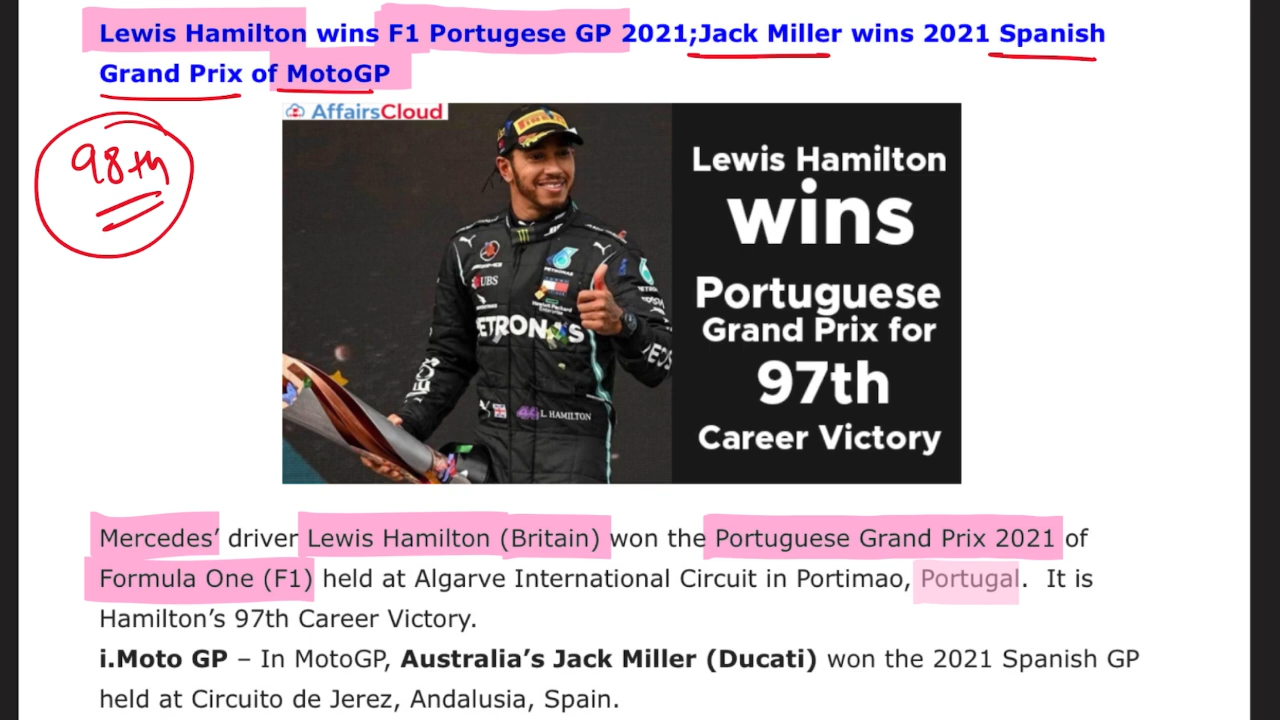 Lewis Hamilton wins F1 Portugese GP 2021;Jack Miller wins 2021 Spanish
Grand Prix of MotoGP
98th
AffairsCloud
Lewis Hamilton
wins
Portuguese
Grand Prix for
97th
Career Victory
PETRONAS
UBS
INEOS
L. HAMILTON
Mercedes' driver Lewis Hamilton (Britain) won the Portuguese Grand Prix 2021 of
Formula One (F1) held at Algarve International Circuit in Portimao, Portugal.  It is
Hamilton's 97th Career Victory.
i.Moto GP – In MotoGP, Australia's Jack Miller (Ducati) won the 2021 Spanish GP
held at Circuito de Jerez, Andalusia, Spain.